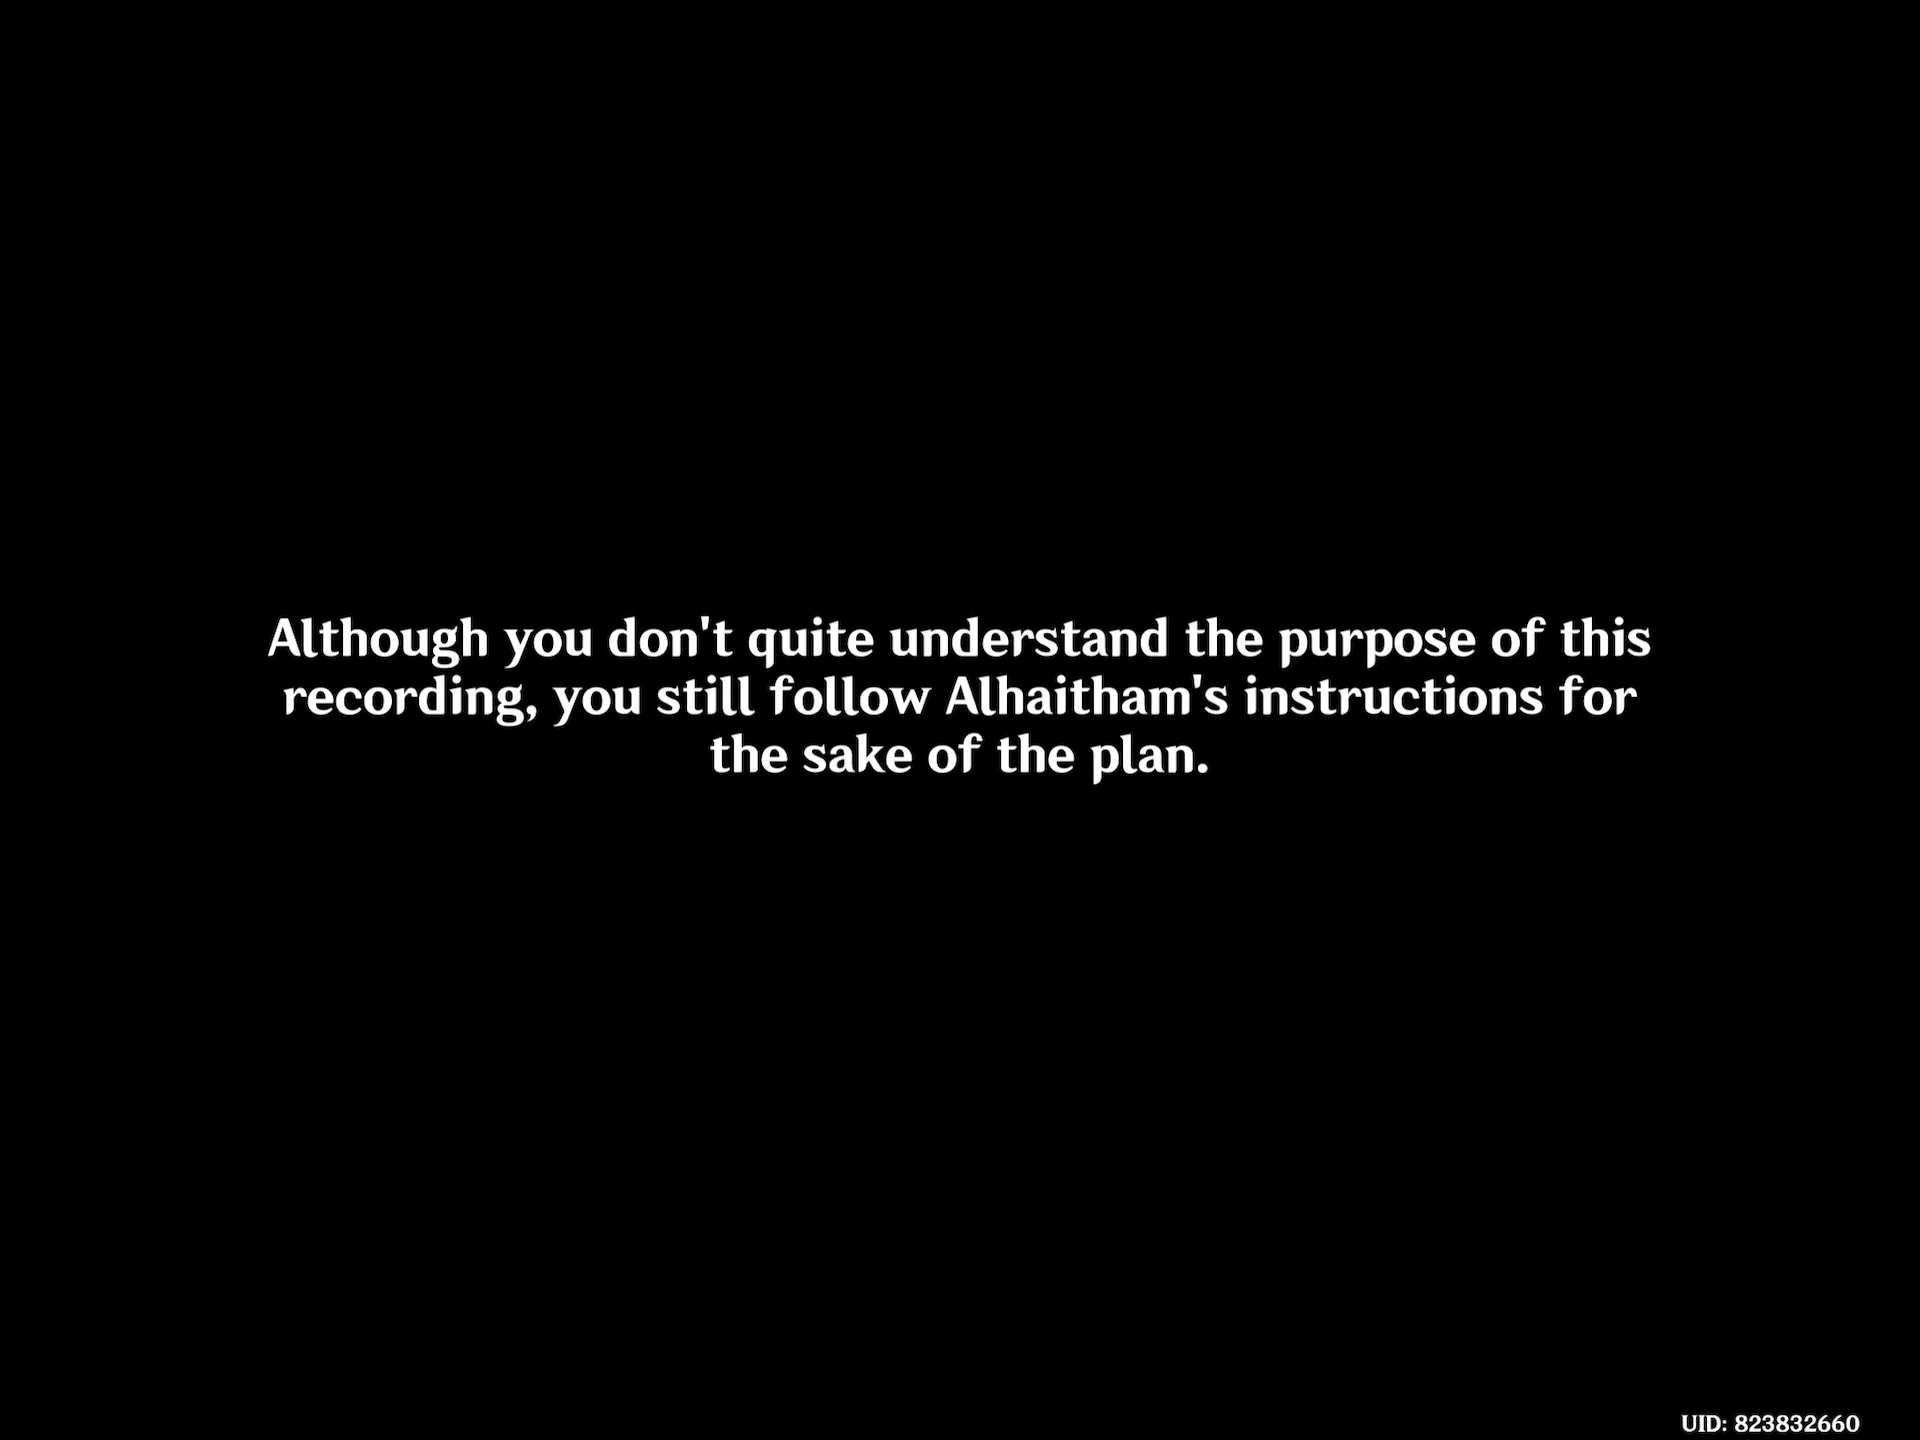 Although you don't quite understand the purpose of this
recording, you still follow Alhaitham's instructions for
the sake of the plan.
UID: 823832660